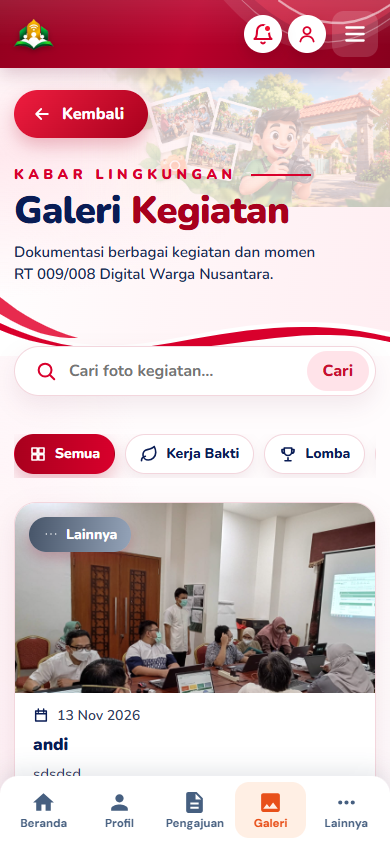 Kembali
KABAR LINGKUNGAN
Galeri Kegiatan
Dokumentasi berbagai kegiatan dan momen
RT 009/008 Digital Warga Nusantara.
Cari foto kegiatan...
Cari
Semua
Kerja Bakti
Lomba
Lainnya
13 Nov 2026
andi
sdsdsd
Beranda
Profil
Pengajuan
Galeri
Lainnya